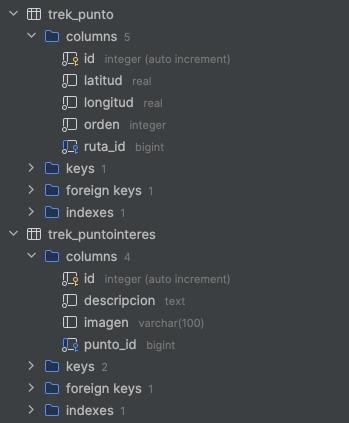 trek_punto
columns 5
id integer (auto increment)
latitud real
longitud real
orden integer
ruta_id bigint
keys 1
foreign keys 1
indexes 1
trek_puntointeres
columns 4
id integer (auto increment)
descripcion text
imagen varchar(100)
punto_id bigint
keys 2
foreign keys 1
indexes 1